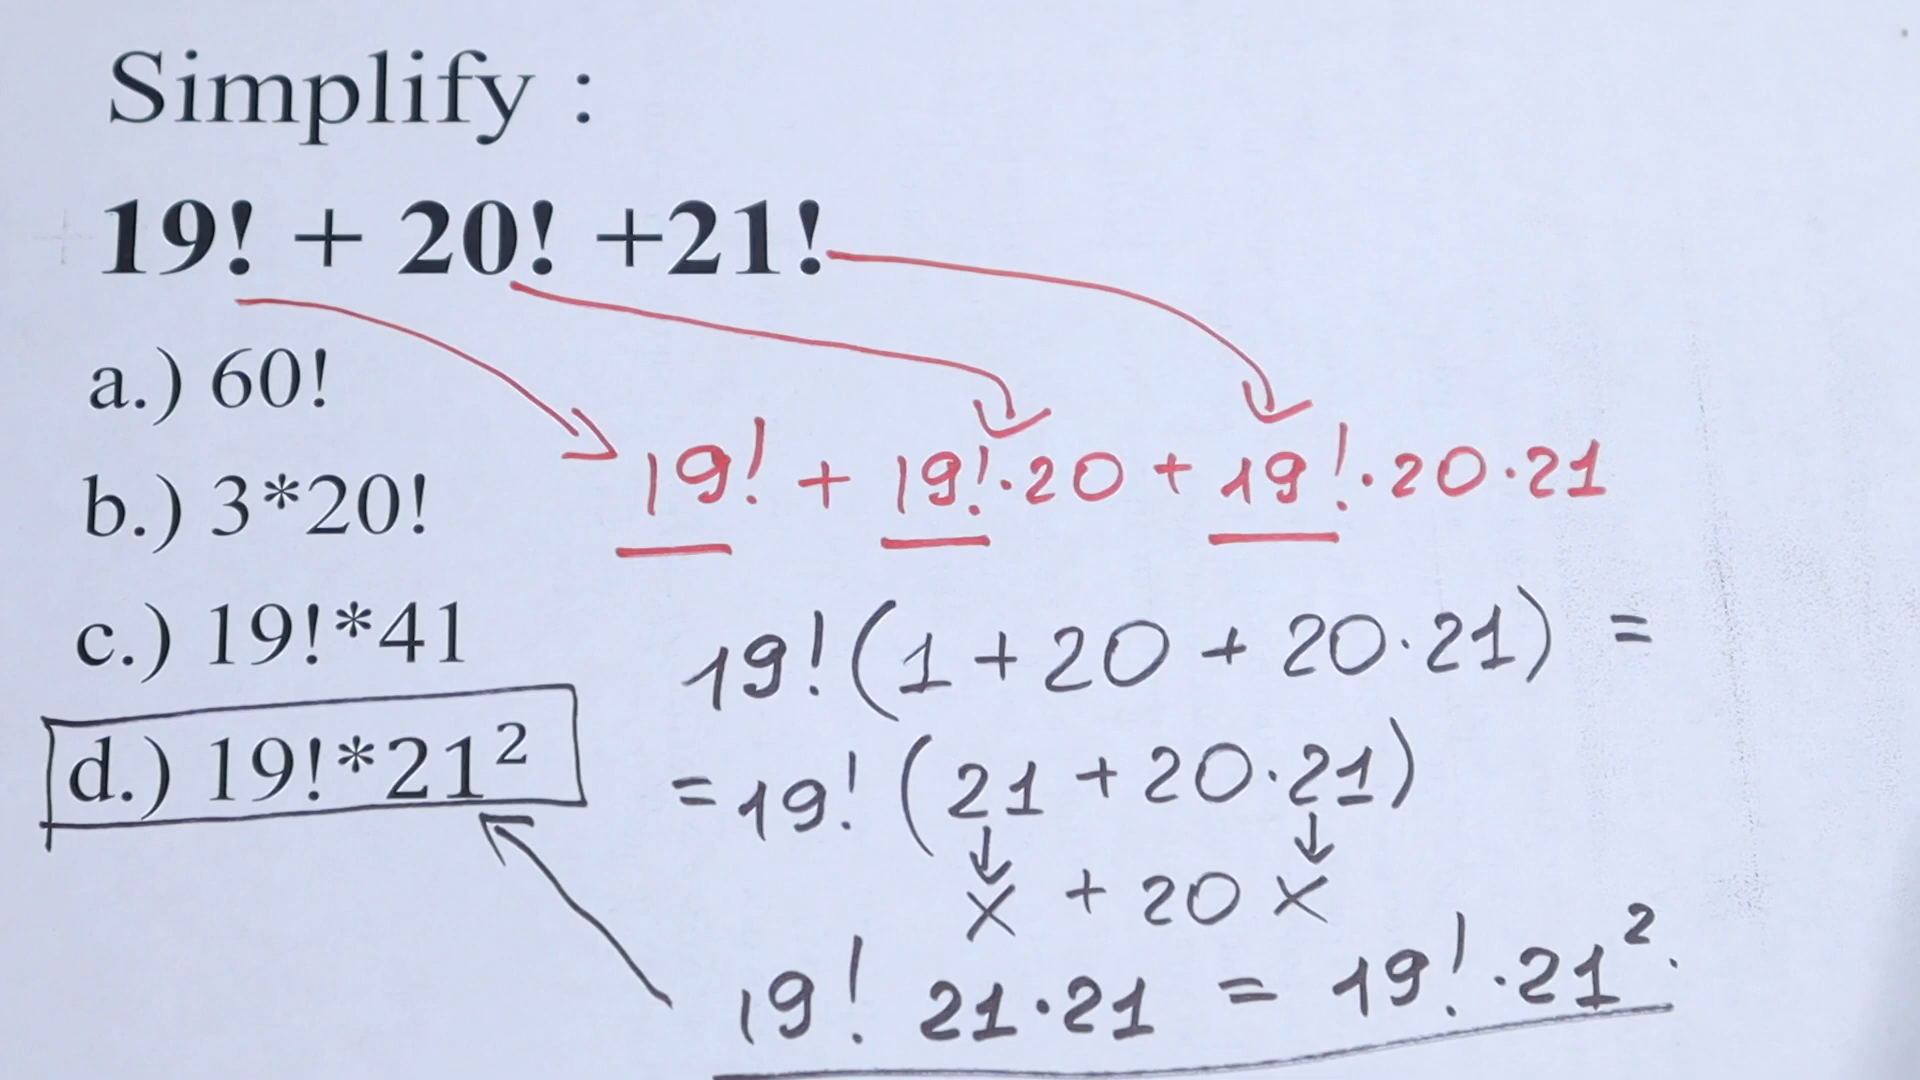 Simplify :
19! + 20! +21!
a.) 60!
b.) 3*20!
c.) 19!*41
d.) 19!*21²
19! + 19!·20 + 19!·20·21
19!(1 + 20 + 20·21) =
= 19! (21 + 20·21)
x + 20 x
19! 21·21 = 19!·21².